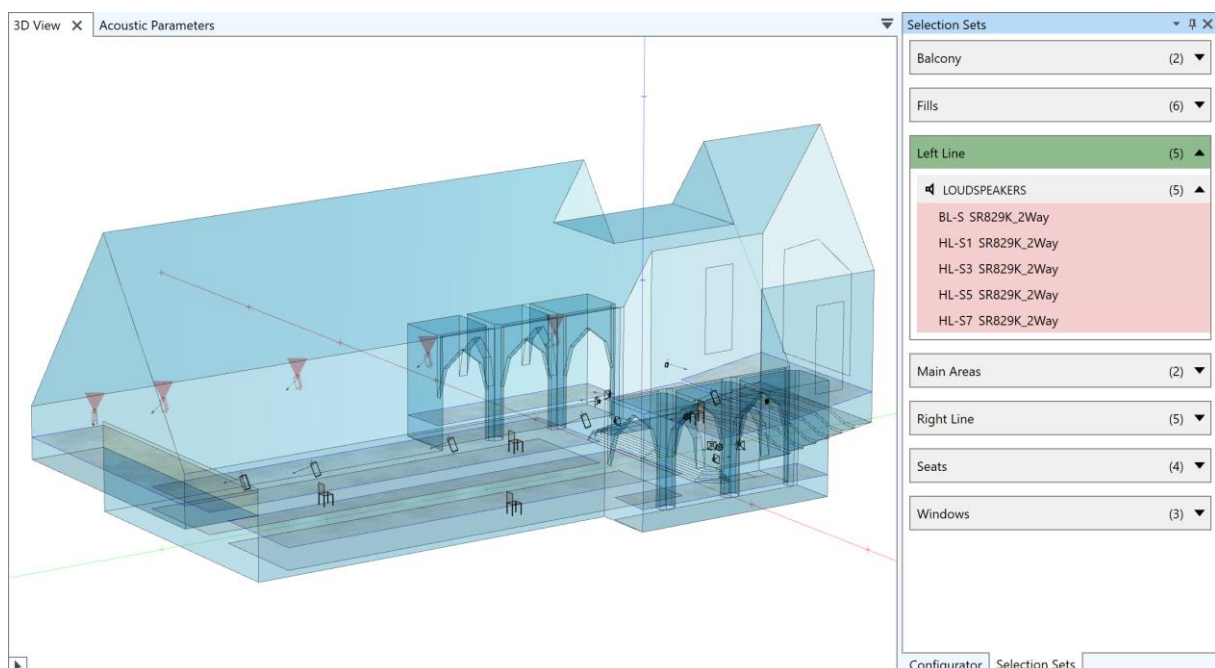 3D View
Acoustic Parameters
Selection Sets
Balcony (2)
Fills (6)
Left Line (5)
LOUDSPEAKERS (5)
BL-S SR829K_2Way
HL-S1 SR829K_2Way
HL-S3 SR829K_2Way
HL-S5 SR829K_2Way
HL-S7 SR829K_2Way
Main Areas (2)
Right Line (5)
Seats (4)
Windows (3)
Configurator
Selection Sets